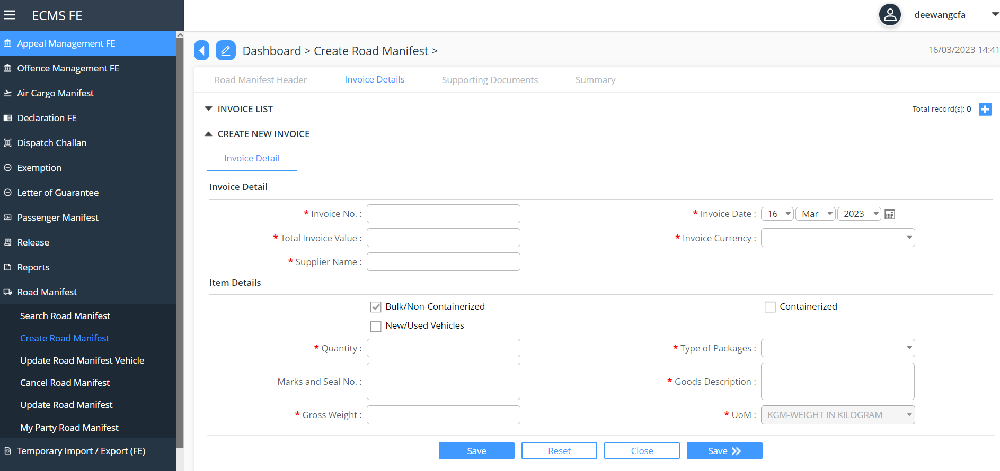 ECMS FE
deewangcfa
Appeal Management FE
Offence Management FE
Air Cargo Manifest
Declaration FE
Dispatch Challan
Exemption
Letter of Guarantee
Passenger Manifest
Release
Reports
Road Manifest
Search Road Manifest
Create Road Manifest
Update Road Manifest Vehicle
Cancel Road Manifest
Update Road Manifest
My Party Road Manifest
Temporary Import / Export (FE)
Dashboard > Create Road Manifest >
16/03/2023 14:41
Road Manifest Header Invoice Details Supporting Documents Summary
INVOICE LIST
Total record(s): 0
CREATE NEW INVOICE
Invoice Detail
Invoice Detail
* Invoice No. :
* Invoice Date : 16 Mar 2023
* Total Invoice Value :
* Invoice Currency :
* Supplier Name :
Item Details
Bulk/Non-Containerized
Containerized
New/Used Vehicles
* Quantity :
* Type of Packages :
Marks and Seal No. :
* Goods Description :
* Gross Weight :
* UoM : KGM-WEIGHT IN KILOGRAM
Save Reset Close Save